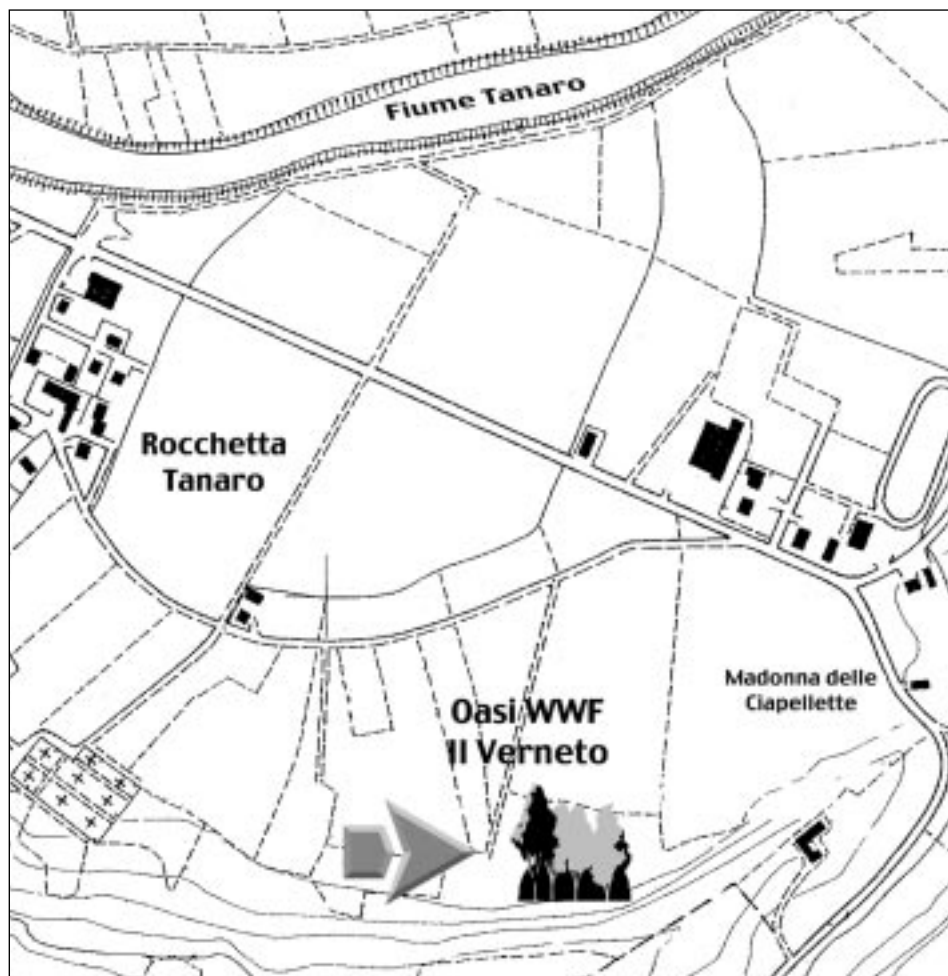 Fiume Tanaro
Rocchetta
Tanaro
Madonna delle
Ciapellette
Oasi WWF
Il Verneto